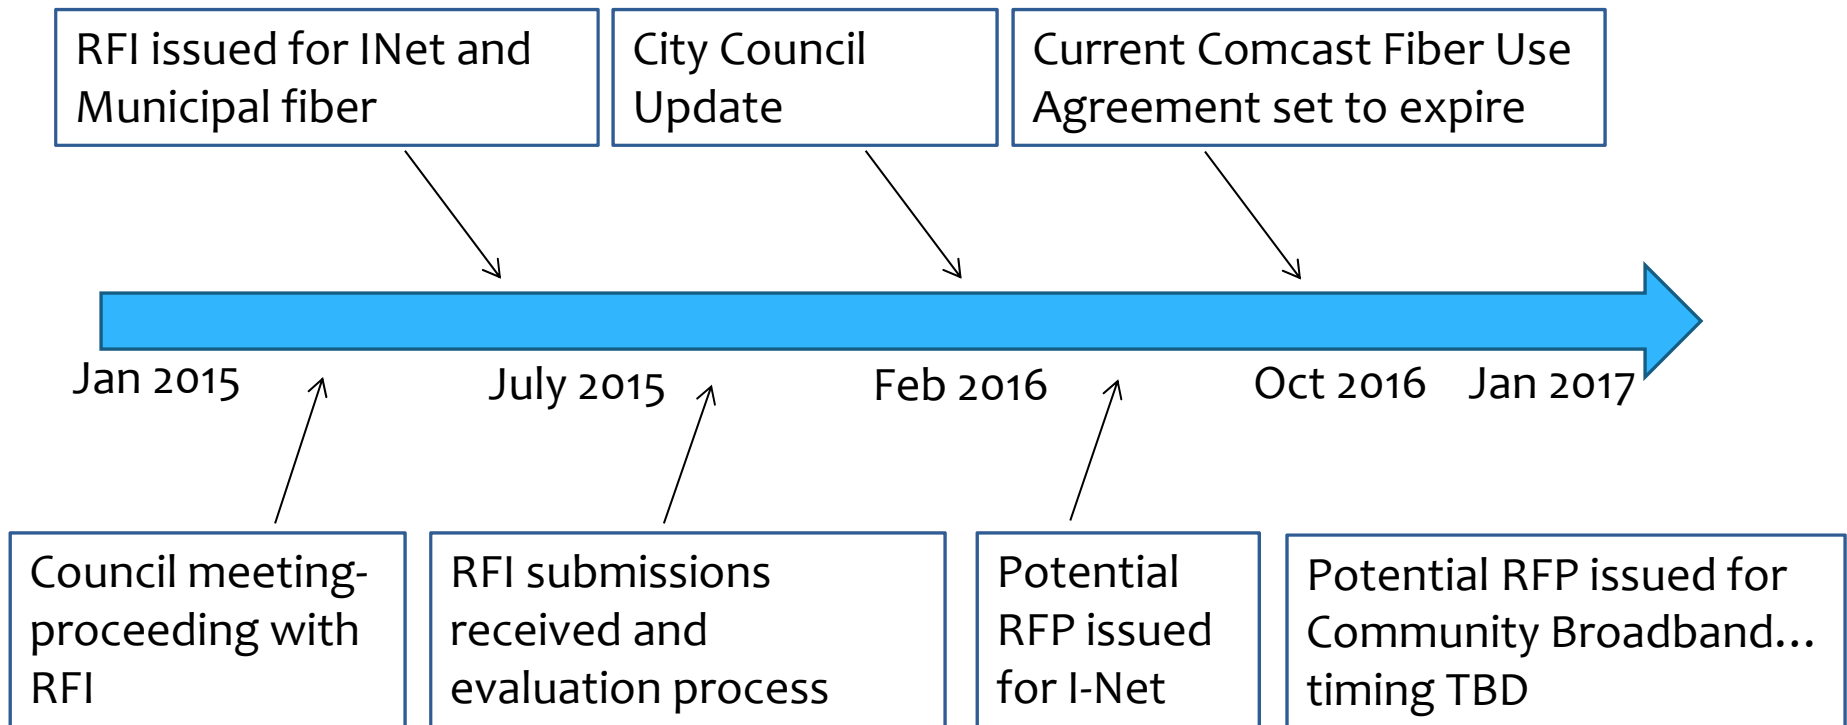 RFI issued for INet and
Municipal fiber
City Council
Update
Current Comcast Fiber Use
Agreement set to expire
Jan 2015
July 2015
Feb 2016
Oct 2016
Jan 2017
Council meeting-
proceeding with
RFI
RFI submissions
received and
evaluation process
Potential
RFP issued
for I-Net
Potential RFP issued for
Community Broadband...
timing TBD